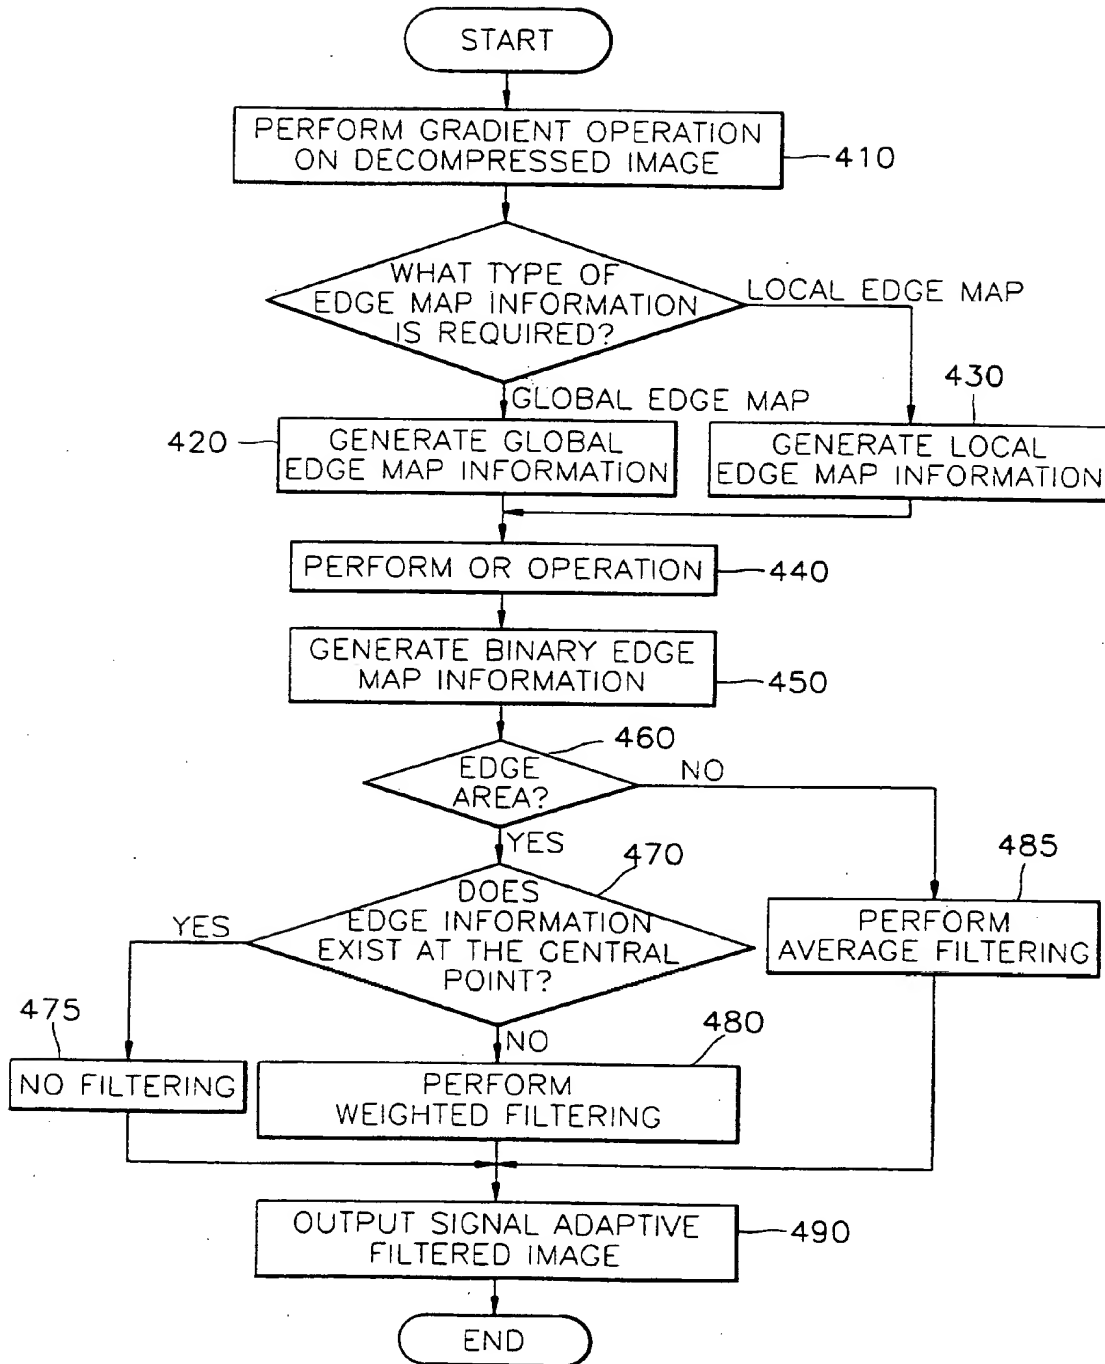 START
PERFORM GRADIENT OPERATION
ON DECOMPRESSED IMAGE
410
WHAT TYPE OF
EDGE MAP INFORMATION
IS REQUIRED?
LOCAL EDGE MAP
GLOBAL EDGE MAP
430
420
GENERATE GLOBAL
EDGE MAP INFORMATION
GENERATE LOCAL
EDGE MAP INFORMATION
PERFORM OR OPERATION
440
GENERATE BINARY EDGE
MAP INFORMATION
450
460
EDGE
AREA?
NO
YES
470
485
DOES
EDGE INFORMATION
EXIST AT THE CENTRAL
POINT?
YES
PERFORM
AVERAGE FILTERING
475
NO
480
NO FILTERING
PERFORM
WEIGHTED FILTERING
OUTPUT SIGNAL ADAPTIVE
FILTERED IMAGE
490
END